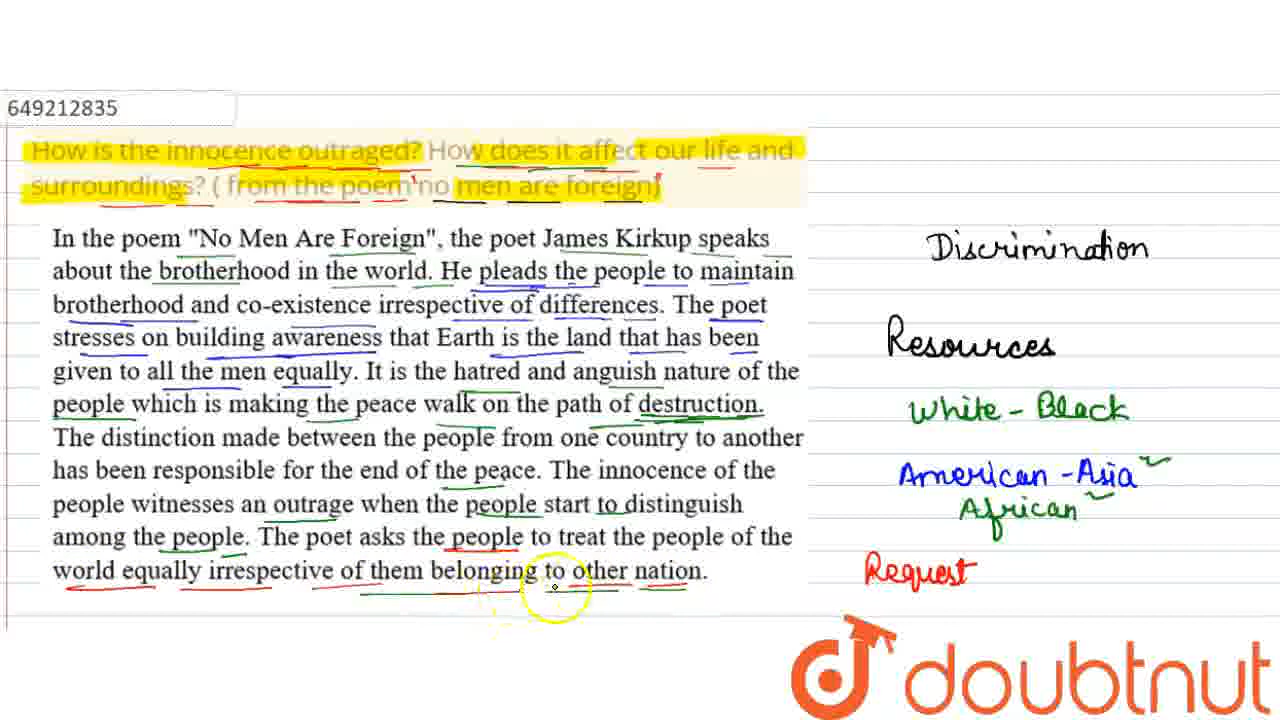 649212835
How is the innocence outraged? How does it affect our life and
surroundings? ( from the poem 'no men are foreign)'
In the poem "No Men Are Foreign", the poet James Kirkup speaks
about the brotherhood in the world. He pleads the people to maintain
brotherhood and co-existence irrespective of differences. The poet
stresses on building awareness that Earth is the land that has been
given to all the men equally. It is the hatred and anguish nature of the
people which is making the peace walk on the path of destruction.
The distinction made between the people from one country to another
has been responsible for the end of the peace. The innocence of the
people witnesses an outrage when the people start to distinguish
among the people. The poet asks the people to treat the people of the
world equally irrespective of them belonging to other nation.
Discrimination
Resources
White - Black
American - Asia
African
Request
doubtnut